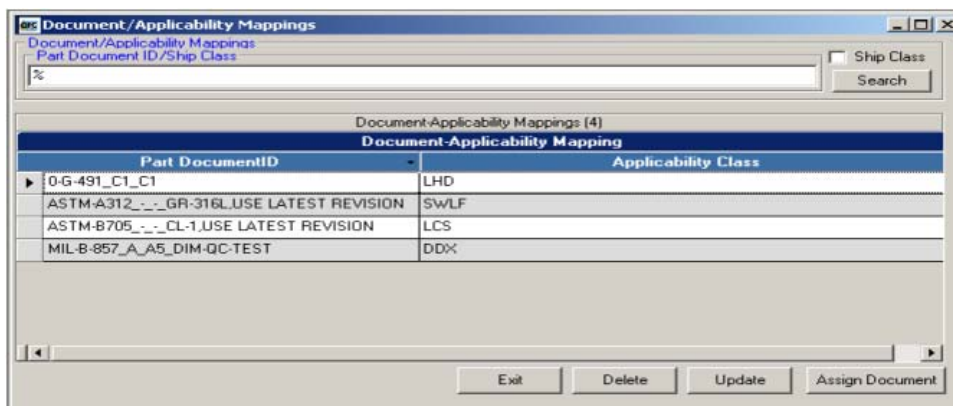 Document/Applicability Mappings
Document/Applicability Mappings
Part Document ID/Ship Class
Ship Class
%
Search
Document-Applicability Mappings (4)
Document-Applicability Mapping
Part DocumentID Applicability Class
0-G-491_C1_C1 LHD
ASTM-A312_-_-_GR-316L,USE LATEST REVISION SWLF
ASTM-B705_-_-_CL-1,USE LATEST REVISION LCS
MIL-B-857_A_A5_DIM-QC-TEST DDX
Exit Delete Update Assign Document